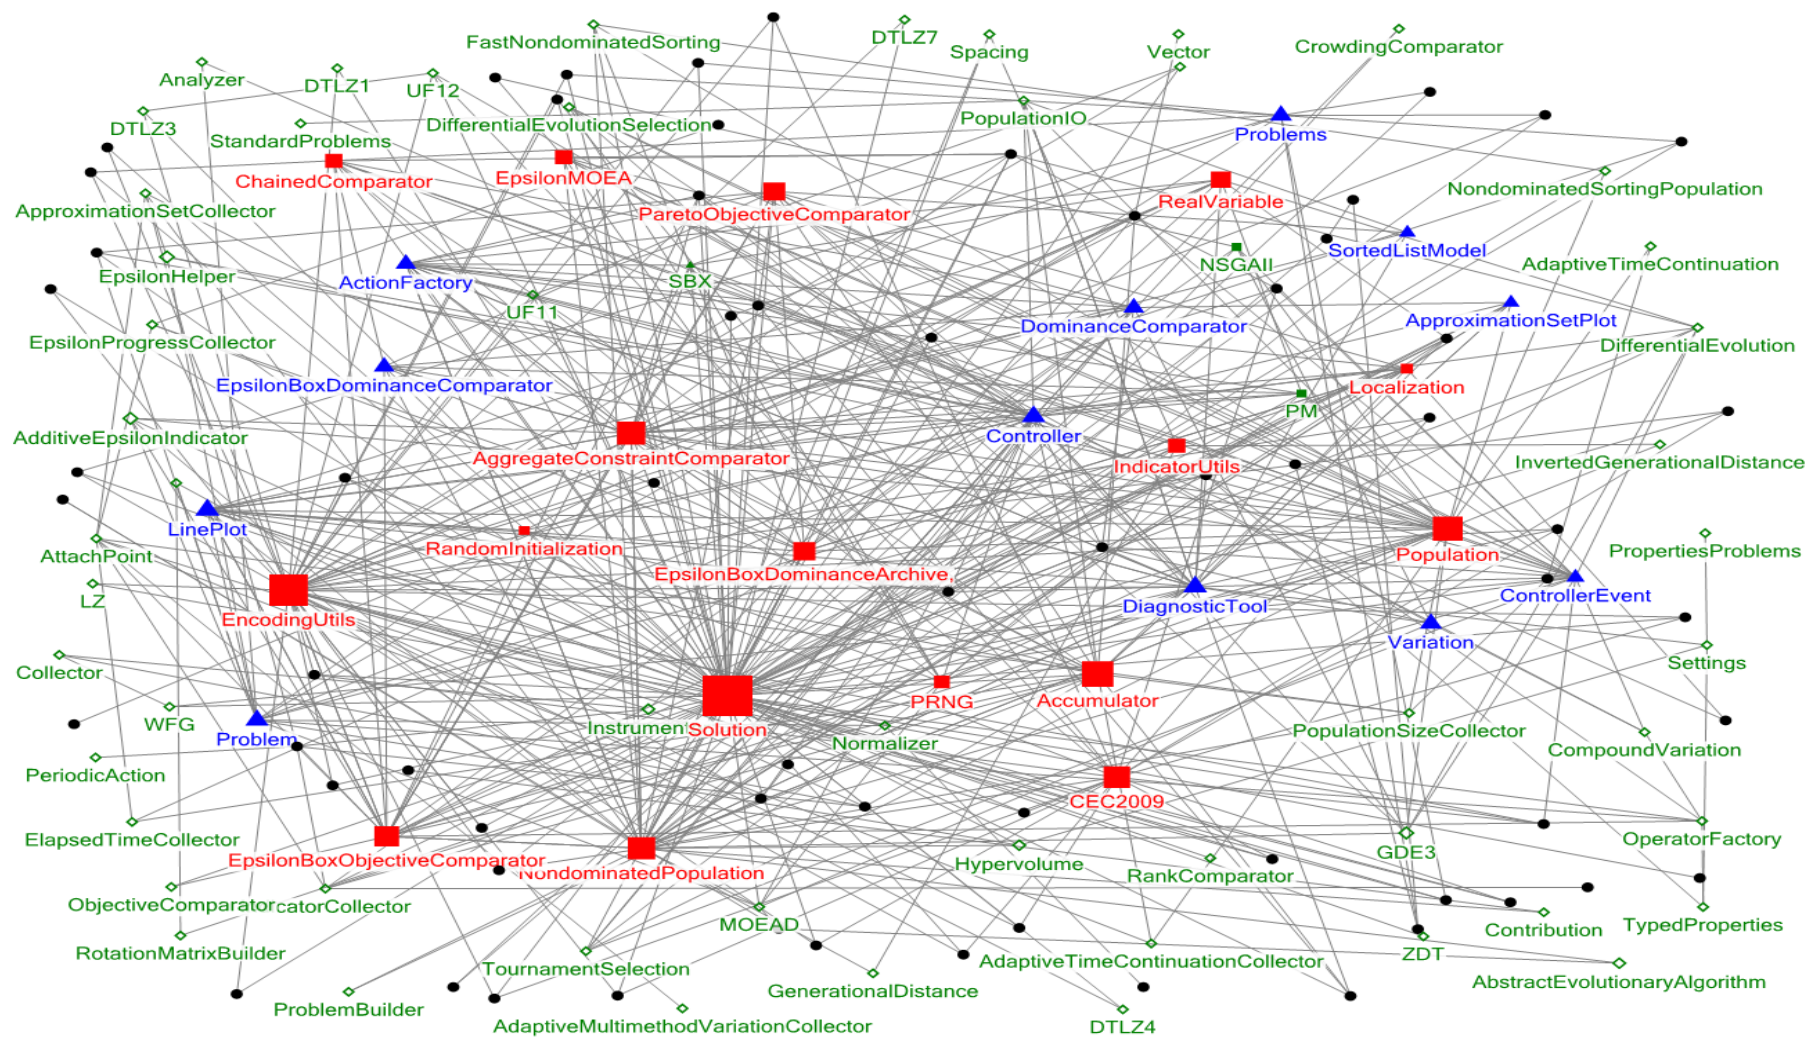 DTLZ7
FastNondominatedSorting
Spacing
Vector
CrowdingComparator
Analyzer
DTLZ1
UF12
PopulationIO
DTLZ3
DifferentialEvolutionSelection
StandardProblems
Problems
ChainedComparator
EpsilonMOEA
NondominatedSortingPopulation
RealVariable
ApproximationSetCollector
ParetoObjectiveComparator
SortedListModel
NSGAII
AdaptiveTimeContinuation
EpsilonHelper
ActionFactory
SBX
UF11
DominanceComparator
ApproximationSetPlot
EpsilonProgressCollector
DifferentialEvolution
EpsilonBoxDominanceComparator
Localization
PM
AdditiveEpsilonIndicator
Controller
AggregateConstraintComparator
IndicatorUtils
InvertedGenerationalDistance
LinePlot
AttachPoint
RandomInitialization
Population
PropertiesProblems
EpsilonBoxDominanceArchive,
LZ
EncodingUtils
DiagnosticTool
ControllerEvent
Variation
Collector
Settings
WFG
Problem
Instrumen
Solution
PRNG
Accumulator
Normalizer
PopulationSizeCollector
CompoundVariation
PeriodicAction
CEC2009
ElapsedTimeCollector
EpsilonBoxObjectiveComparator
NondominatedPopulation
Hypervolume
RankComparator
GDE3
OperatorFactory
ObjectiveComparator
catorCollector
MOEAD
Contribution
TypedProperties
RotationMatrixBuilder
TournamentSelection
AdaptiveTimeContinuationCollector
ZDT
GenerationalDistance
AbstractEvolutionaryAlgorithm
ProblemBuilder
AdaptiveMultimethodVariationCollector
DTLZ4